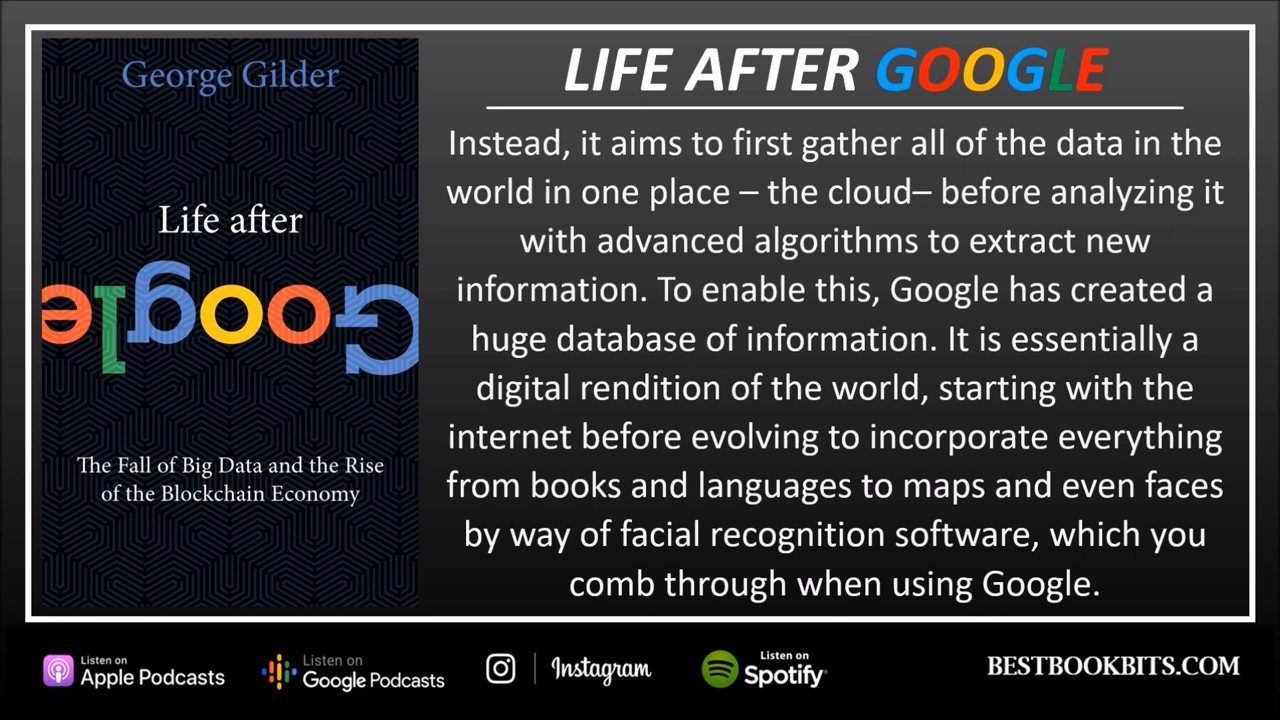 George Gilder
Life after
Google
The Fall of Big Data and the Rise
of the Blockchain Economy
LIFE AFTER GOOGLE
Instead, it aims to first gather all of the data in the
world in one place – the cloud– before analyzing it
with advanced algorithms to extract new
information. To enable this, Google has created a
huge database of information. It is essentially a
digital rendition of the world, starting with the
internet before evolving to incorporate everything
from books and languages to maps and even faces
by way of facial recognition software, which you
comb through when using Google.
Listen on
Apple Podcasts
Listen on
Google Podcasts
Instagram
Listen on
Spotify
BESTBOOKBITS.COM